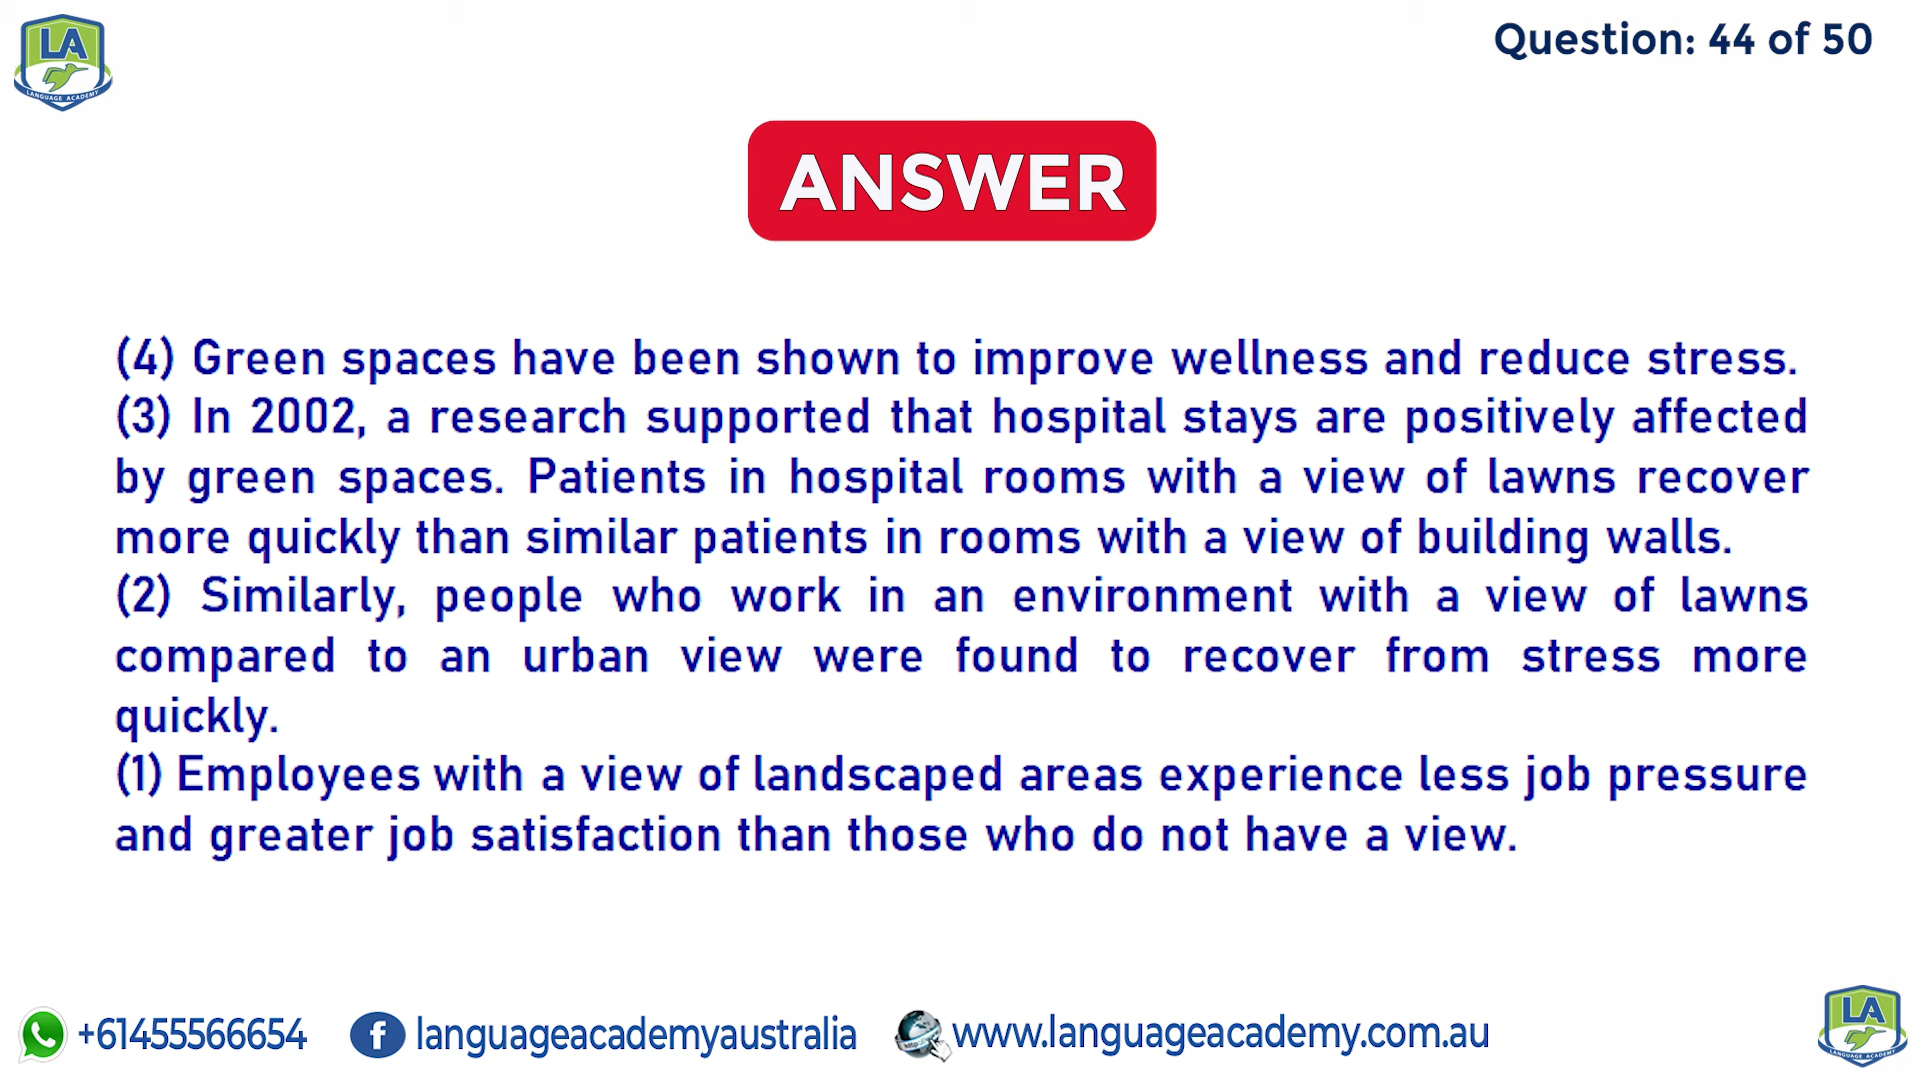 LA
LANGUAGE ACADEMY
Question: 44 of 50
ANSWER
(4) Green spaces have been shown to improve wellness and reduce stress.
(3) In 2002, a research supported that hospital stays are positively affected
by green spaces. Patients in hospital rooms with a view of lawns recover
more quickly than similar patients in rooms with a view of building walls.
(2) Similarly, people who work in an environment with a view of lawns
compared to an urban view were found to recover from stress more
quickly.
(1) Employees with a view of landscaped areas experience less job pressure
and greater job satisfaction than those who do not have a view.
+61455566654
f languageacademyaustralia
http://
www.languageacademy.com.au
LA
LANGUAGE ACADEMY